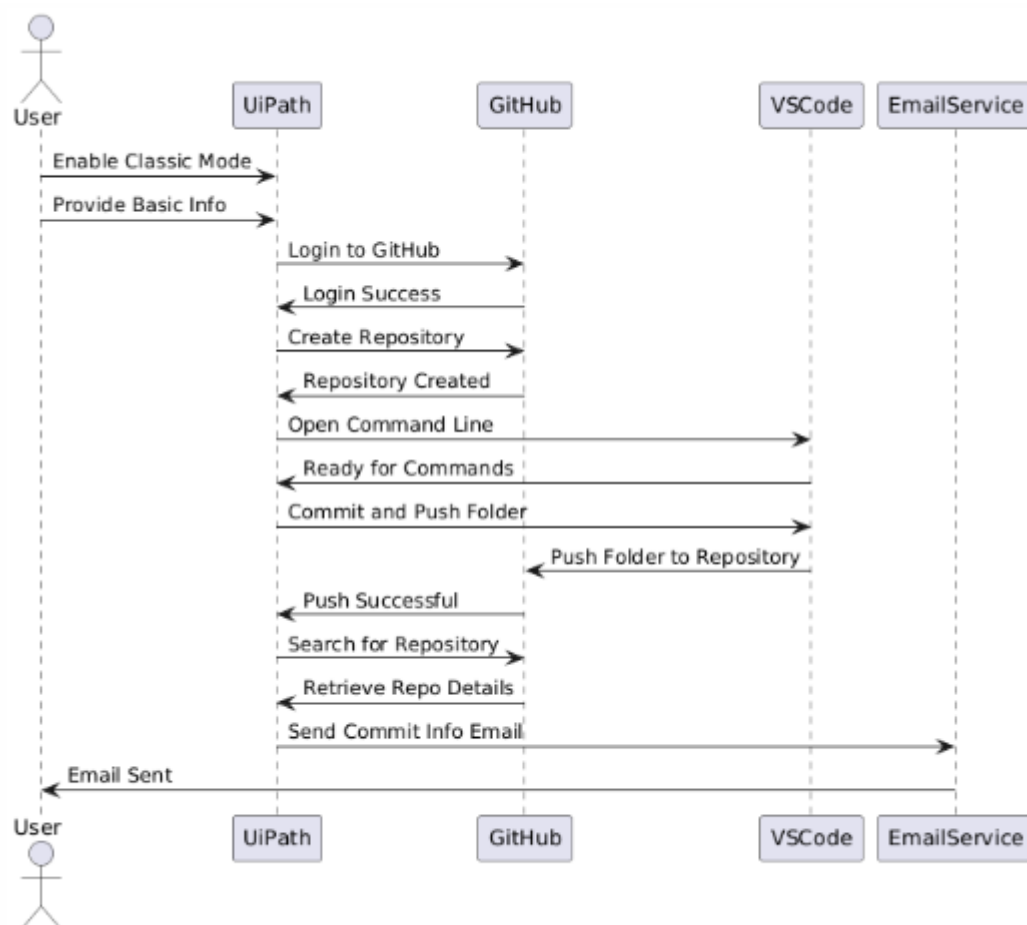 User
UiPath
GitHub
VSCode
EmailService
Enable Classic Mode
Provide Basic Info
Login to GitHub
Login Success
Create Repository
Repository Created
Open Command Line
Ready for Commands
Commit and Push Folder
Push Folder to Repository
Push Successful
Search for Repository
Retrieve Repo Details
Send Commit Info Email
Email Sent
User
UiPath
GitHub
VSCode
EmailService